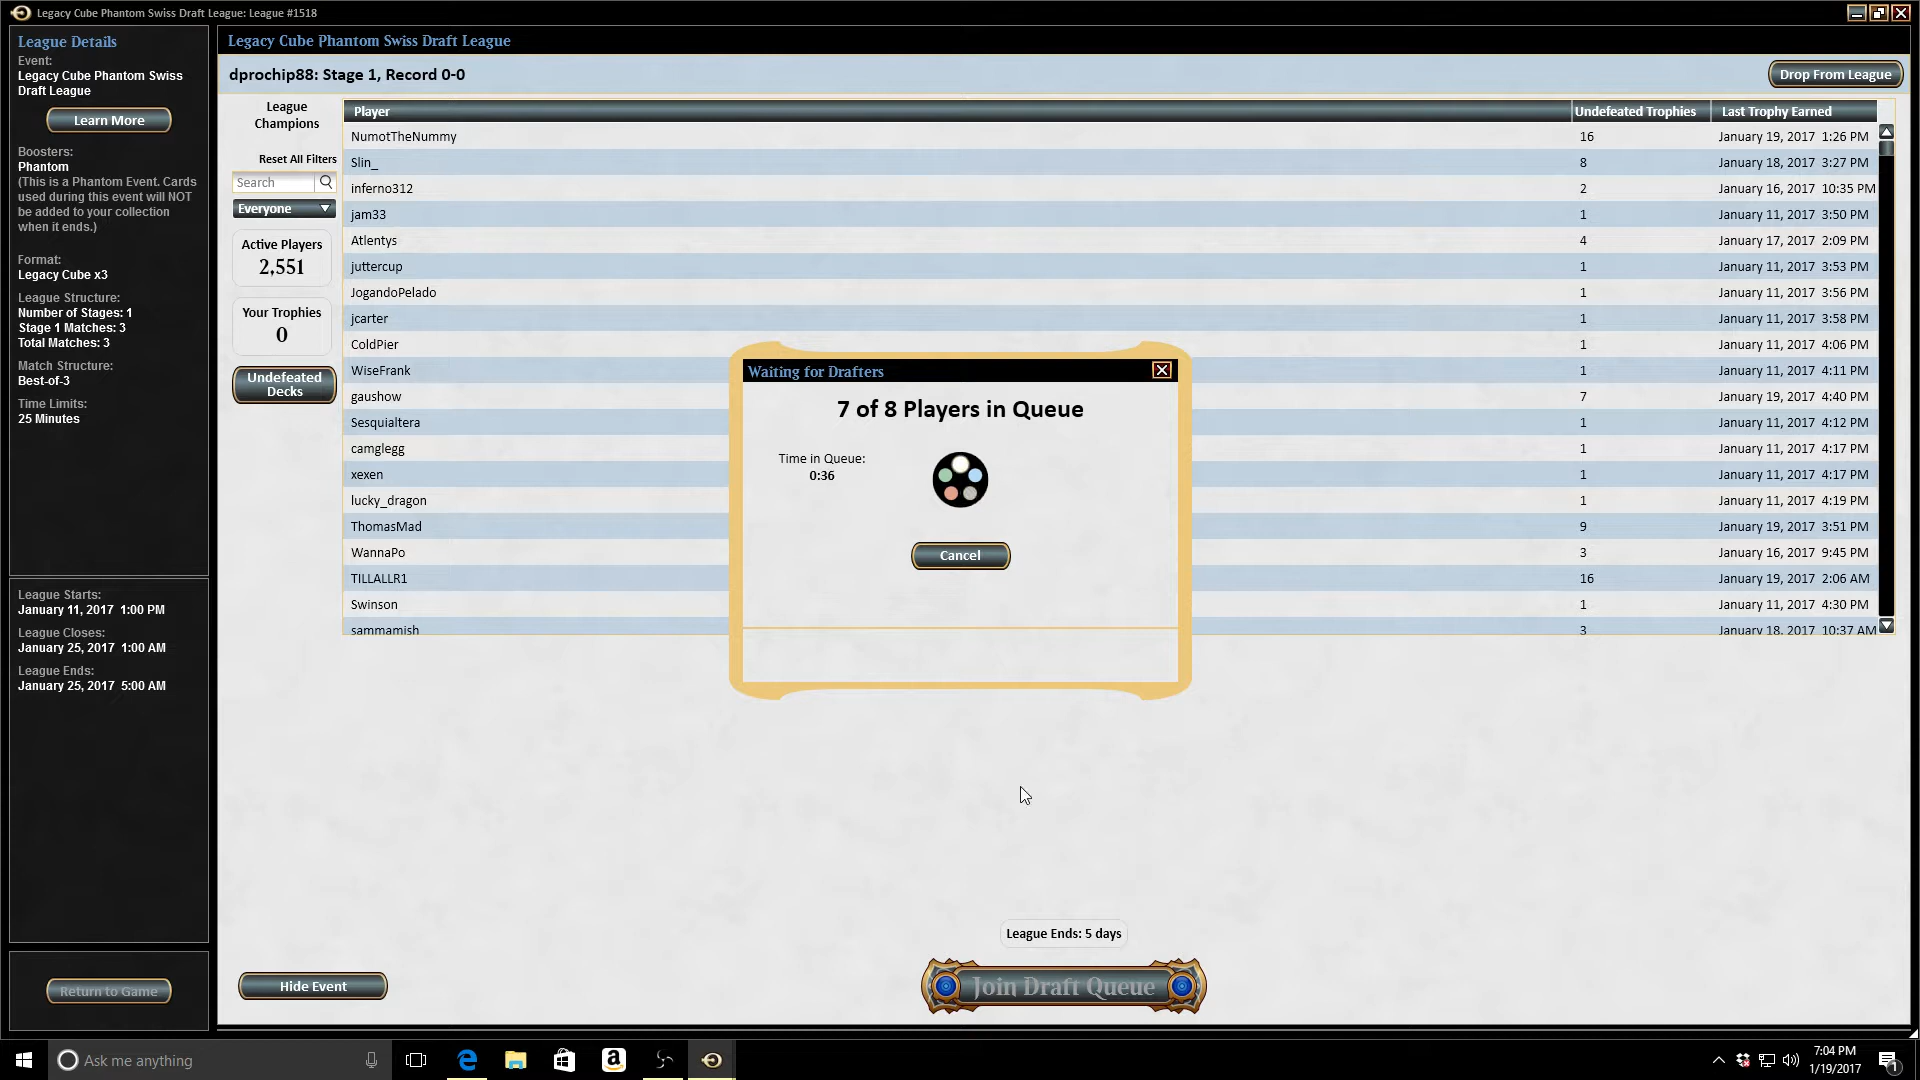 Legacy Cube Phantom Swiss Draft League: League #1518
League Details
Event:
Legacy Cube Phantom Swiss
Draft League
Learn More
Boosters:
Phantom
(This is a Phantom Event. Cards
used during this event will NOT
be added to your collection
when it ends.)
Format:
Legacy Cube x3
League Structure:
Number of Stages: 1
Stage 1 Matches: 3
Total Matches: 3
Match Structure:
Best-of-3
Time Limits:
25 Minutes
League Starts:
January 11, 2017 1:00 PM
League Closes:
January 25, 2017 1:00 AM
League Ends:
January 25, 2017 5:00 AM
Return to Game
Legacy Cube Phantom Swiss Draft League
dprochip88: Stage 1, Record 0-0
Drop From League
League
Champions
Reset All Filters
Search
Everyone
Active Players
2,551
Your Trophies
0
Undefeated
Decks
Player Undefeated Trophies Last Trophy Earned
NumotTheNummy 16 January 19, 2017 1:26 PM
Slin_ 8 January 18, 2017 3:27 PM
inferno312 2 January 16, 2017 10:35 PM
jam33 1 January 11, 2017 3:50 PM
Atlentys 4 January 17, 2017 2:09 PM
juttercup 1 January 11, 2017 3:53 PM
JogandoPelado 1 January 11, 2017 3:56 PM
jcarter 1 January 11, 2017 3:58 PM
ColdPier 1 January 11, 2017 4:06 PM
WiseFrank 1 January 11, 2017 4:11 PM
gaushow 7 January 19, 2017 4:40 PM
Sesquialtera 1 January 11, 2017 4:12 PM
camglegg 1 January 11, 2017 4:17 PM
xexen 1 January 11, 2017 4:17 PM
lucky_dragon 1 January 11, 2017 4:19 PM
ThomasMad 9 January 19, 2017 3:51 PM
WannaPo 3 January 16, 2017 9:45 PM
TILLALLR1 16 January 19, 2017 2:06 AM
Swinson 1 January 11, 2017 4:30 PM
sammamish 3 January 18, 2017 10:37 AM
Waiting for Drafters
7 of 8 Players in Queue
Time in Queue:
0:36
Cancel
League Ends: 5 days
Hide Event
Join Draft Queue
Ask me anything
7:04 PM
1/19/2017
1